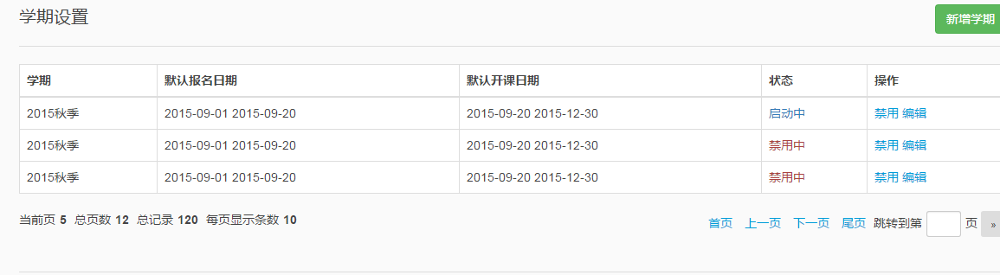 学期设置
新增学期
学期 默认报名日期 默认开课日期 状态 操作
2015秋季 2015-09-01 2015-09-20 2015-09-20 2015-12-30 启动中 禁用 编辑
2015秋季 2015-09-01 2015-09-20 2015-09-20 2015-12-30 禁用中 禁用 编辑
2015秋季 2015-09-01 2015-09-20 2015-09-20 2015-12-30 禁用中 禁用 编辑
当前页 5 总页数 12 总记录 120 每页显示条数 10
首页 上一页 下一页 尾页 跳转到第 页 »